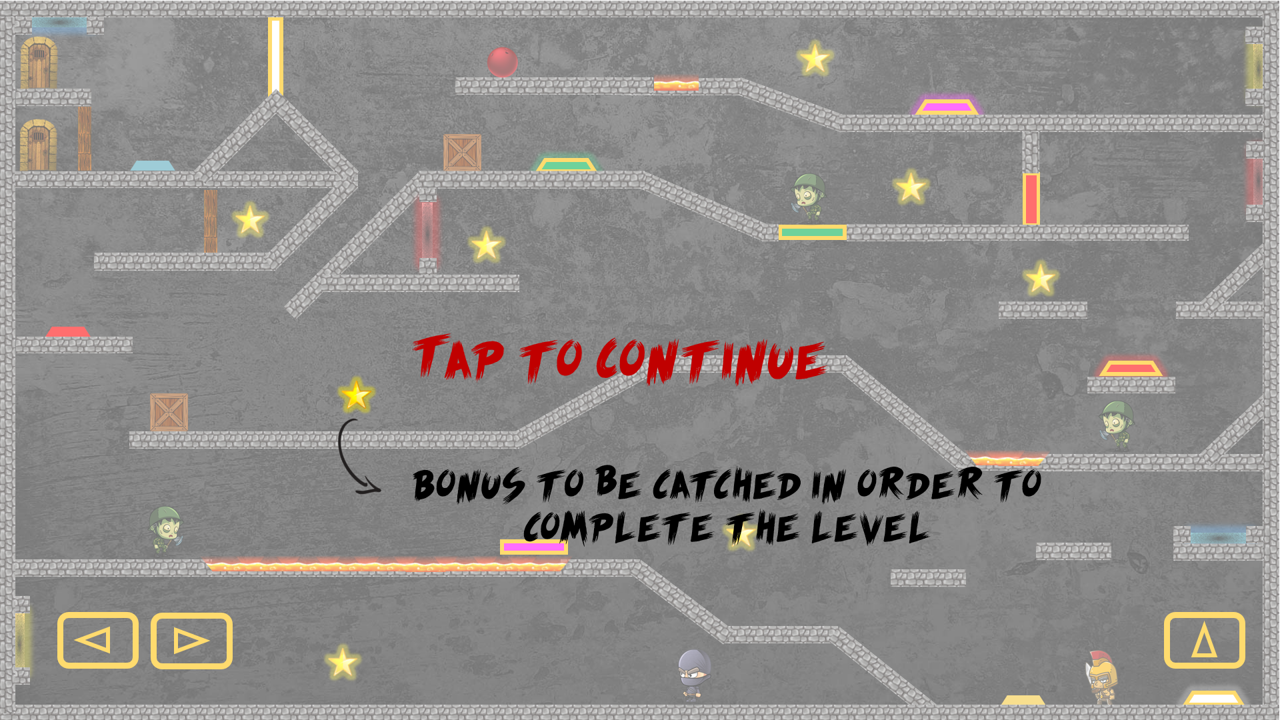 TAP TO CONTINUE
BONUS TO BE CATCHED IN ORDER TO
COMPLETE THE LEVEL